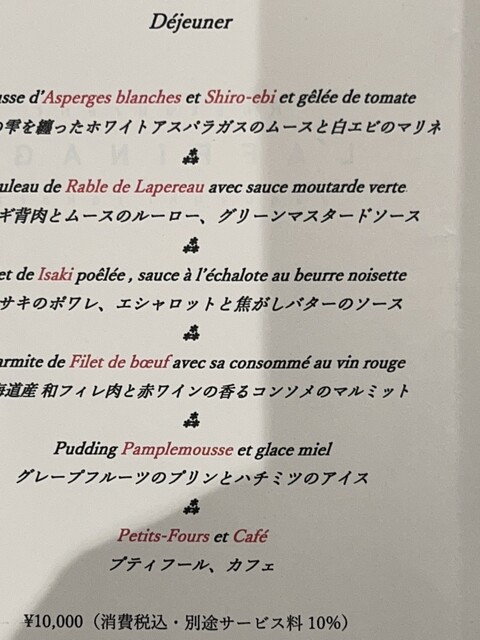 Déjeuner
d'Asperges blanches et Shiro-ebi et gêlée de tomate
の雫を纏ったホワイトアスパラガスのムースと白エビのマリネ
de Rable de Lapereau avec sauce moutarde verte
ギ背肉とムースのルーロー、グリーンマスタードソース
de Isaki poêlée , sauce à l'échalote au beurre noisette
サキのポワレ、エシャロットと焦がしバターのソース
de Filet de bœuf avec sa consommé au vin rouge
海道産 和フィレ肉と赤ワインの香るコンソメのマルミット
Pudding Pamplemousse et glace miel
グレープフルーツのプリンとハチミツのアイス
Petits-Fours et Café
プティフール、カフェ
¥10,000（消費税込・別途サービス料 10%）